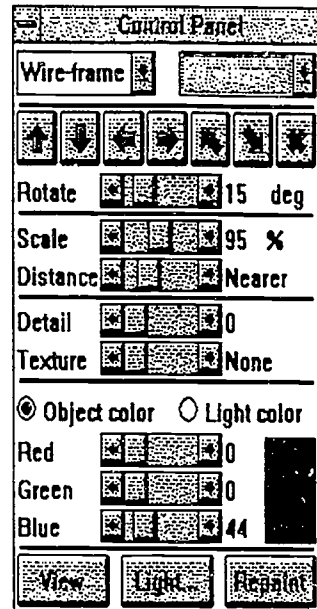 Control Panel
Wire-frame
Rotate 15 deg
Scale 95 %
Distance Nearer
Detail 0
Texture None
Object color Light color
Red 0
Green 0
Blue 44
View... Light... Repaint